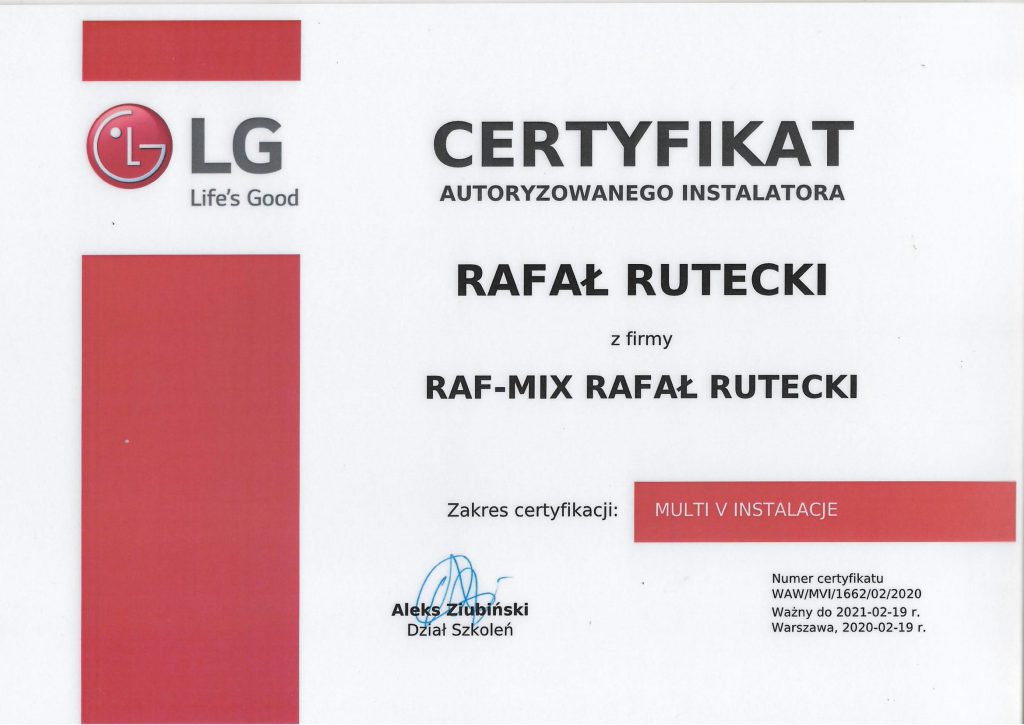 LG
Life's Good
CERTYFIKAT
AUTORYZOWANEGO INSTALATORA
RAFAŁ RUTECKI
z firmy
RAF-MIX RAFAŁ RUTECKI
Zakres certyfikacji:
MULTI V INSTALACJE
Aleks Ziubiński
Dział Szkoleń
Numer certyfikatu
WAW/MVI/1662/02/2020
Ważny do 2021-02-19 r.
Warszawa, 2020-02-19 r.